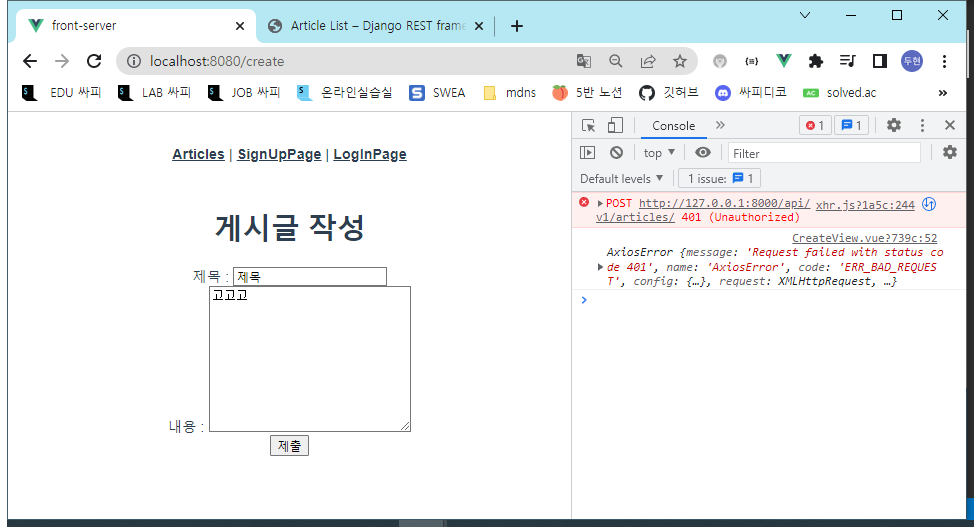 front-server
Article List – Django REST frame
localhost:8080/create
두현
EDU 싸피
LAB 싸피
JOB 싸피
온라인실습실
SWEA
mdns
5반 노션
깃허브
싸피디코
solved.ac
»
Articles | SignUpPage | LogInPage
게시글 작성
제목 : 제목
고고고
내용 :
제출
Console
»
1
1
top ▼
Filter
Default levels ▼
1 issue: 1
POST http://127.0.0.1:8000/api/ xhr.js?1a5c:244
v1/articles/ 401 (Unauthorized)
CreateView.vue?739c:52
AxiosError {message: 'Request failed with status co
de 401', name: 'AxiosError', code: 'ERR_BAD_REQUES
T', config: {…}, request: XMLHttpRequest, …}